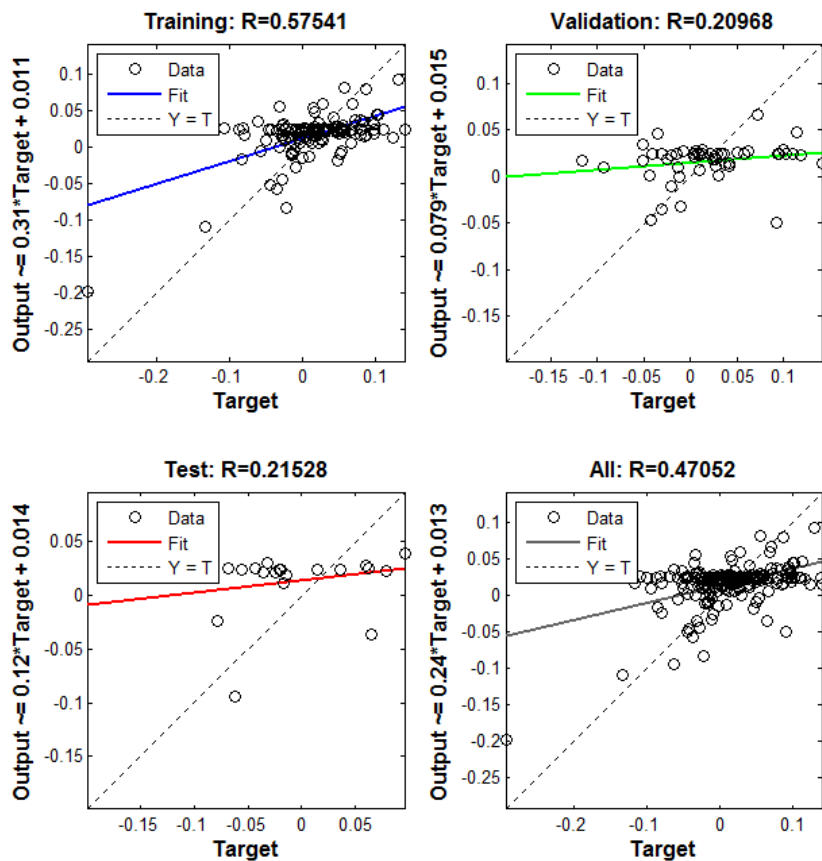 Training: R=0.57541
Data
Fit
Y = T
0.1
0.05
0
-0.05
-0.1
-0.15
-0.2
-0.25
-0.2
-0.1
0
0.1
Target
Output ~= 0.31*Target + 0.011
Validation: R=0.20968
Data
Fit
Y = T
0.1
0.05
0
-0.05
-0.1
-0.15
-0.15
-0.1
-0.05
0
0.05
0.1
Target
Output ~= 0.079*Target + 0.015
Test: R=0.21528
Data
Fit
Y = T
0.05
0
-0.05
-0.1
-0.15
-0.15
-0.1
-0.05
0
0.05
Target
Output ~= 0.12*Target + 0.014
All: R=0.47052
Data
Fit
Y = T
0.1
0.05
0
-0.05
-0.1
-0.15
-0.2
-0.25
-0.2
-0.1
0
0.1
Target
Output ~= 0.24*Target + 0.013